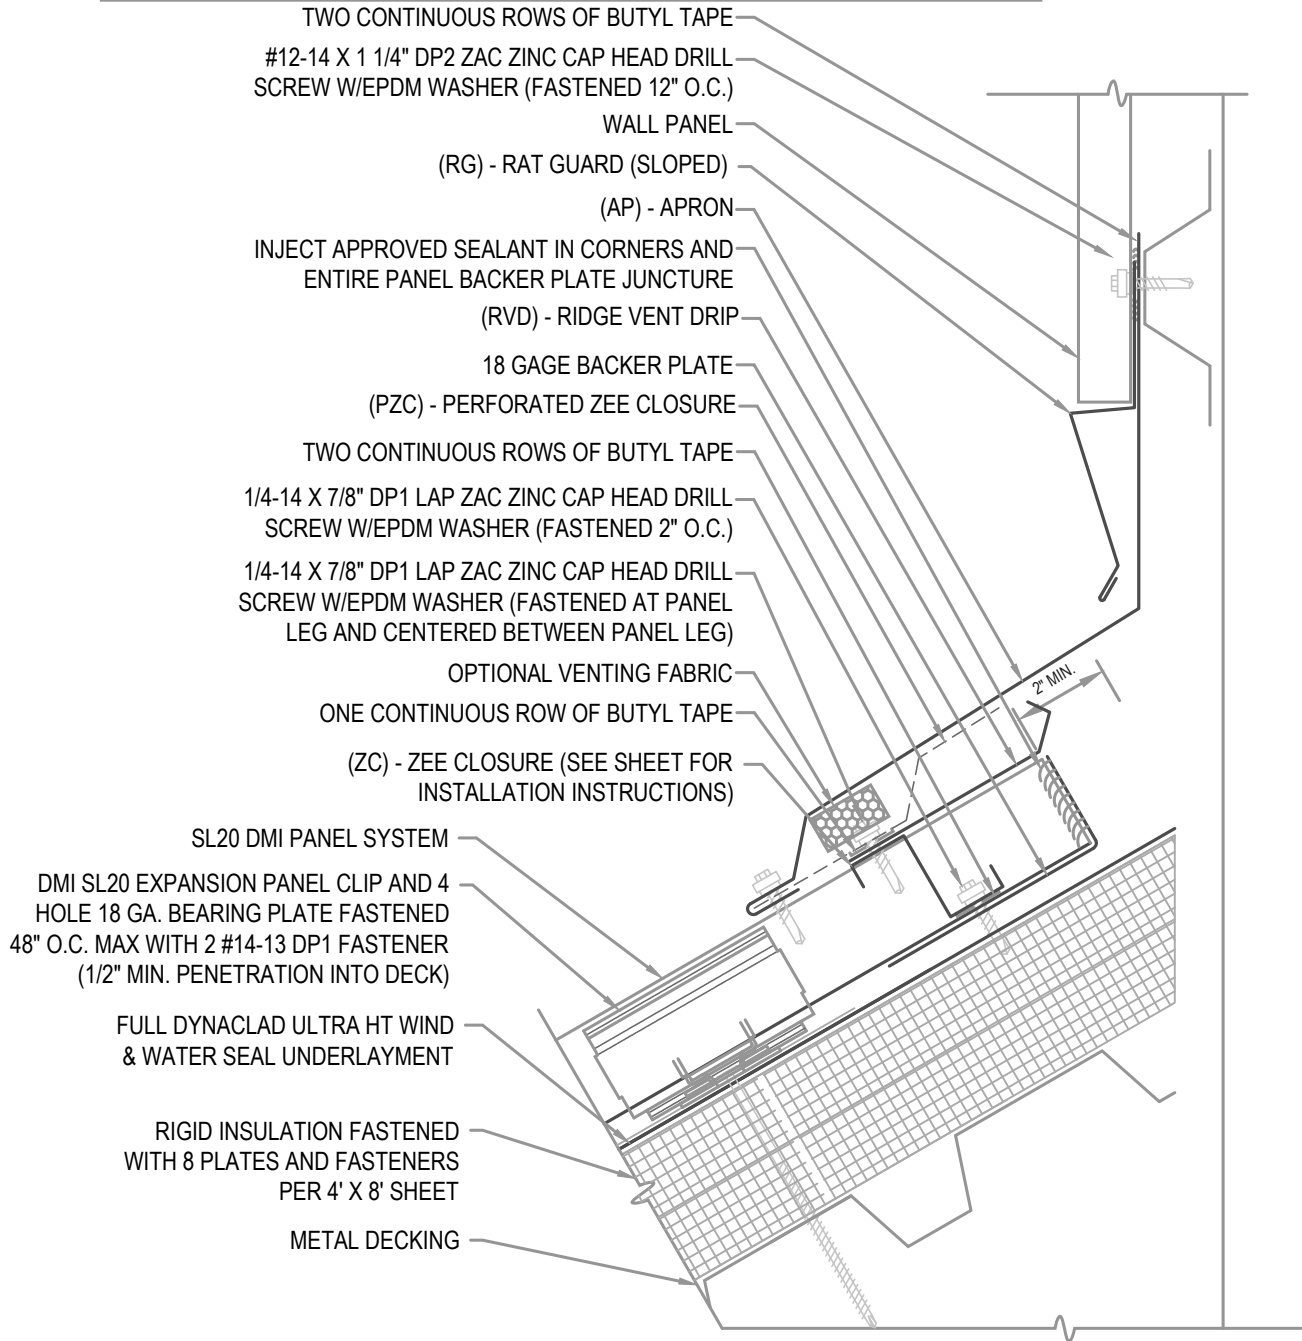 TWO CONTINUOUS ROWS OF BUTYL TAPE
#12-14 X 1 1/4" DP2 ZAC ZINC CAP HEAD DRILL
SCREW W/EPDM WASHER (FASTENED 12" O.C.)
WALL PANEL
(RG) - RAT GUARD (SLOPED)
(AP) - APRON
INJECT APPROVED SEALANT IN CORNERS AND
ENTIRE PANEL BACKER PLATE JUNCTURE
(RVD) - RIDGE VENT DRIP
18 GAGE BACKER PLATE
(PZC) - PERFORATED ZEE CLOSURE
TWO CONTINUOUS ROWS OF BUTYL TAPE
1/4-14 X 7/8" DP1 LAP ZAC ZINC CAP HEAD DRILL
SCREW W/EPDM WASHER (FASTENED 2" O.C.)
1/4-14 X 7/8" DP1 LAP ZAC ZINC CAP HEAD DRILL
SCREW W/EPDM WASHER (FASTENED AT PANEL
LEG AND CENTERED BETWEEN PANEL LEG)
OPTIONAL VENTING FABRIC
2" MIN.
ONE CONTINUOUS ROW OF BUTYL TAPE
(ZC) - ZEE CLOSURE (SEE SHEET FOR
INSTALLATION INSTRUCTIONS)
SL20 DMI PANEL SYSTEM
DMI SL20 EXPANSION PANEL CLIP AND 4
HOLE 18 GA. BEARING PLATE FASTENED
48" O.C. MAX WITH 2 #14-13 DP1 FASTENER
(1/2" MIN. PENETRATION INTO DECK)
FULL DYNACLAD ULTRA HT WIND
& WATER SEAL UNDERLAYMENT
RIGID INSULATION FASTENED
WITH 8 PLATES AND FASTENERS
PER 4' X 8' SHEET
METAL DECKING